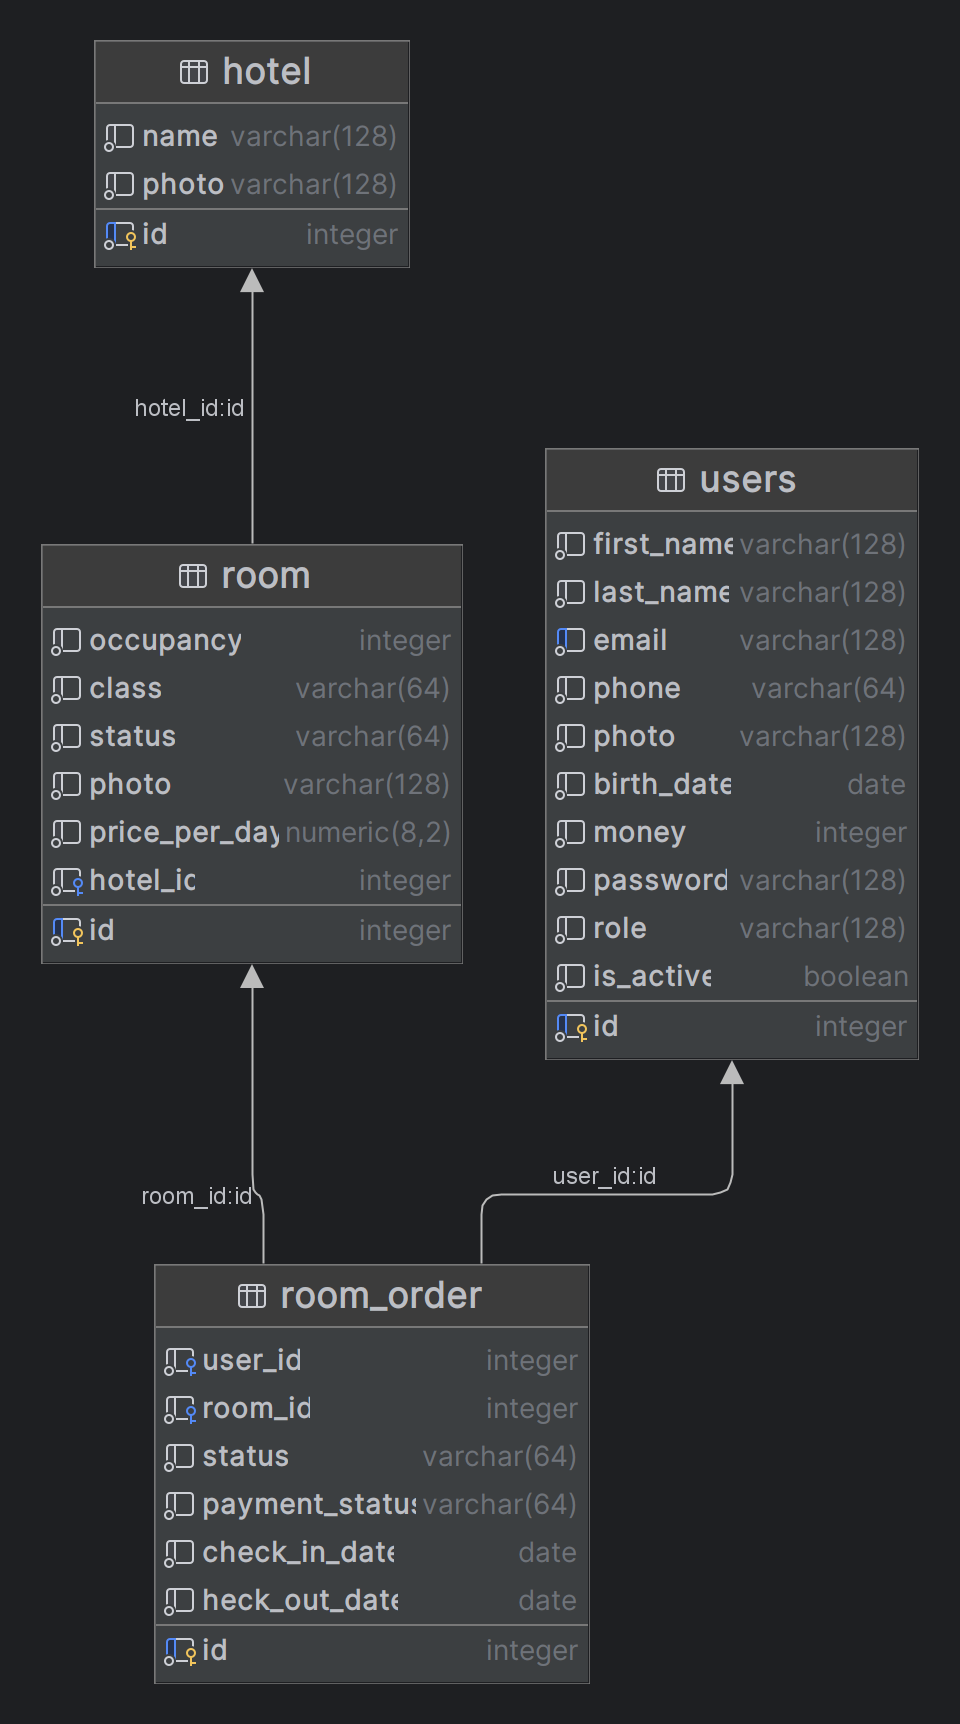 hotel
name varchar(128)
photo varchar(128)
id integer
hotel_id:id
room
occupancy integer
class varchar(64)
status varchar(64)
photo varchar(128)
price_per_day numeric(8,2)
hotel_id integer
id integer
users
first_name varchar(128)
last_name varchar(128)
email varchar(128)
phone varchar(64)
photo varchar(128)
birth_date date
money integer
password varchar(128)
role varchar(128)
is_active boolean
id integer
room_id:id
user_id:id
room_order
user_id integer
room_id integer
status varchar(64)
payment_status varchar(64)
check_in_date date
heck_out_date date
id integer